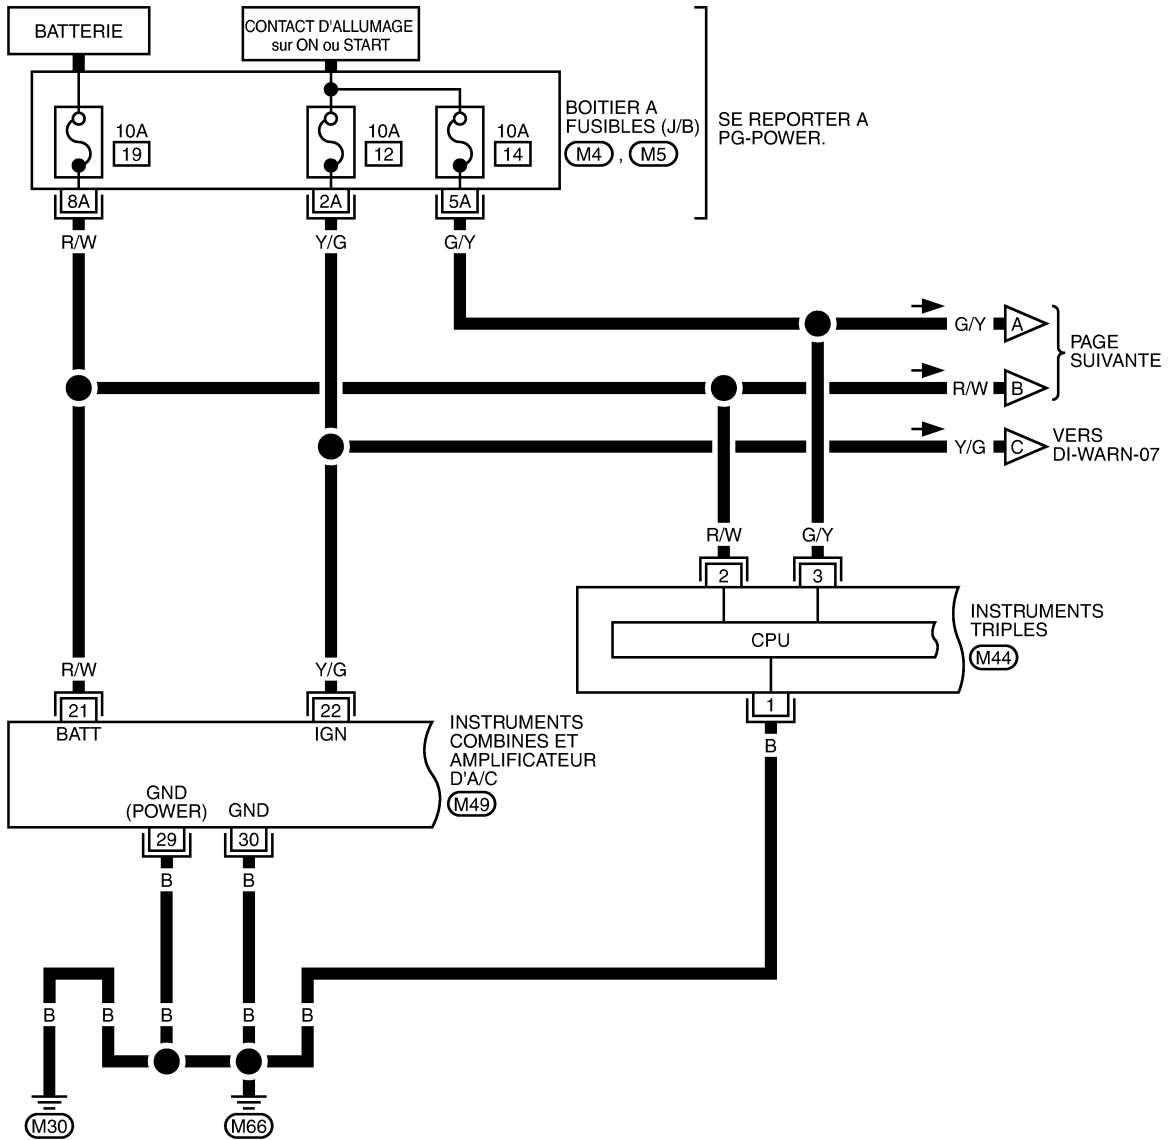 BATTERIE
CONTACT D'ALLUMAGE
sur ON ou START
10A
19
10A
12
10A
14
BOITIER A
FUSIBLES (J/B)
M4 , M5
SE REPORTER A
PG-POWER.
8A
2A
5A
R/W
Y/G
G/Y
G/Y
A
R/W
B
PAGE
SUIVANTE
Y/G
C
VERS
DI-WARN-07
R/W
G/Y
2
3
CPU
INSTRUMENTS
TRIPLES
M44
1
B
R/W
Y/G
21
22
BATT
IGN
INSTRUMENTS
COMBINES ET
AMPLIFICATEUR
D'A/C
M49
GND
(POWER)
GND
29
30
B
B
B
B
B
B
B
M30
M66